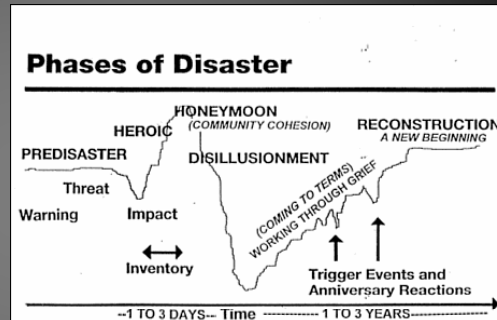 Phases of Disaster
HONEYMOON
(COMMUNITY COHESION)
HEROIC
RECONSTRUCTION
A NEW BEGINNING
PREDISASTER
DISILLUSIONMENT
Threat
(COMING TO TERMS)
WORKING THROUGH GRIEF
Warning
Impact
Inventory
Trigger Events and
Anniversary Reactions
--1 TO 3 DAYS-- Time ----------- 1 TO 3 YEARS------